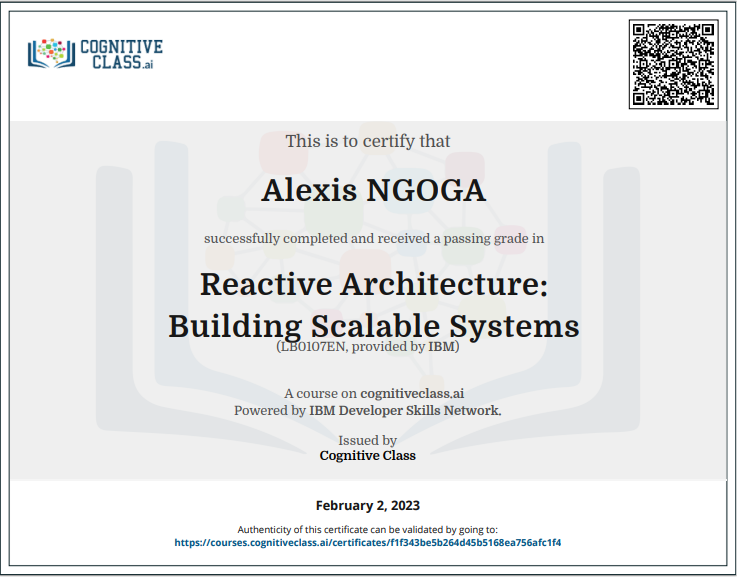 COGNITIVE
CLASS.ai
This is to certify that
Alexis NGOGA
successfully completed and received a passing grade in
Reactive Architecture:
Building Scalable Systems
(LB0107EN, provided by IBM)
A course on cognitiveclass.ai
Powered by IBM Developer Skills Network.
Issued by
Cognitive Class
February 2, 2023
Authenticity of this certificate can be validated by going to:
https://courses.cognitiveclass.ai/certificates/f1f343be5b264d45b5168ea756afc1f4